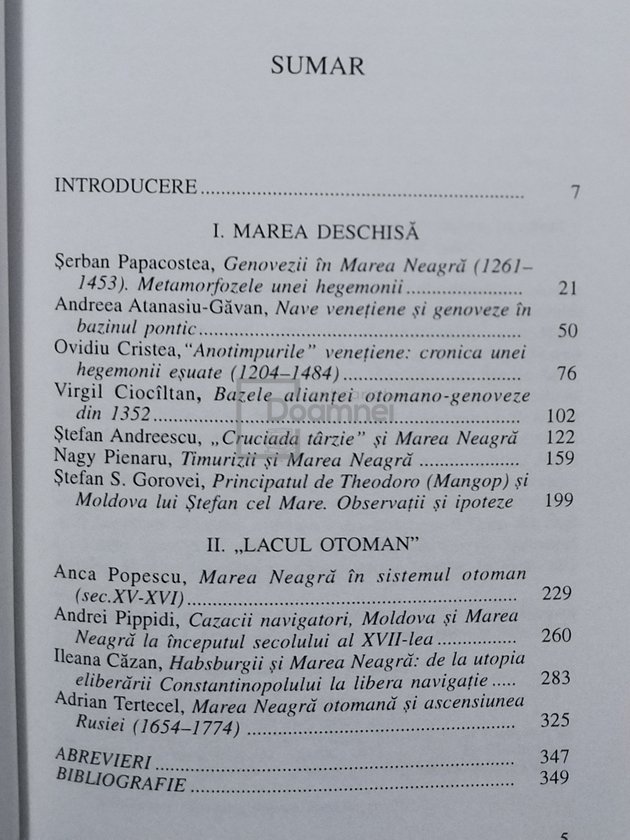 SUMAR
INTRODUCERE ........ 7
I. MAREA DESCHISĂ
Şerban Papacostea, Genovezii în Marea Neagră (1261–
1453). Metamorfozele unei hegemonii ........ 21
Andreea Atanasiu-Găvan, Nave veneţiene şi genoveze în
bazinul pontic ........ 50
Ovidiu Cristea, “Anotimpurile” veneţiene: cronica unei
hegemonii eşuate (1204–1484) ........ 76
Virgil Ciocîltan, Bazele alianţei otomano-genoveze
din 1352 ........ 102
Ştefan Andreescu, „Cruciada târzie” şi Marea Neagră 122
Nagy Pienaru, Timurizii şi Marea Neagră ........ 159
Ştefan S. Gorovei, Principatul de Theodoro (Mangop) şi
Moldova lui Ştefan cel Mare. Observaţii şi ipoteze 199
II. „LACUL OTOMAN”
Anca Popescu, Marea Neagră în sistemul otoman
(sec.XV-XVI) ........ 229
Andrei Pippidi, Cazacii navigatori, Moldova şi Marea
Neagră la începutul secolului al XVII-lea ........ 260
Ileana Căzan, Habsburgii şi Marea Neagră: de la utopia
eliberării Constantinopolului la libera navigaţie ..... 283
Adrian Tertecel, Marea Neagră otomană şi ascensiunea
Rusiei (1654–1774) ........ 325
ABREVIERI ........ 347
BIBLIOGRAFIE ........ 349
5